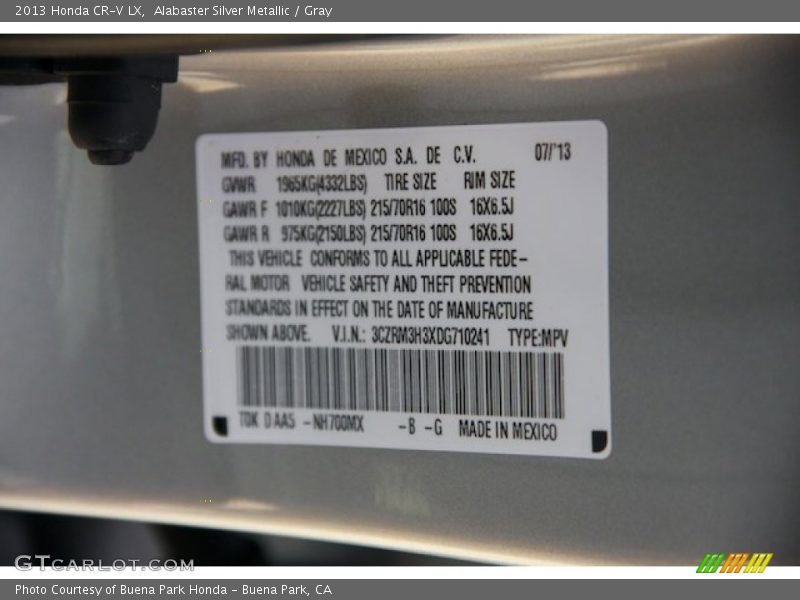 2013 Honda CR-V LX,  Alabaster Silver Metallic / Gray
MFD. BY HONDA DE MEXICO S.A. DE C.V. 07/'13
GVWR 1965KG(4332LBS) TIRE SIZE RIM SIZE
GAWR F 1010KG(2227LBS) 215/70R16 100S 16X6.5J
GAWR R 975KG(2150LBS) 215/70R16 100S 16X6.5J
THIS VEHICLE CONFORMS TO ALL APPLICABLE FEDE-
RAL MOTOR VEHICLE SAFETY AND THEFT PREVENTION
STANDARDS IN EFFECT ON THE DATE OF MANUFACTURE
SHOWN ABOVE. V.I.N.: 3CZRM3H3XDG710241 TYPE:MPV
TOK DAA5 -NH700MX -B -G MADE IN MEXICO
GTCARLOT.COM
Photo Courtesy of Buena Park Honda - Buena Park, CA